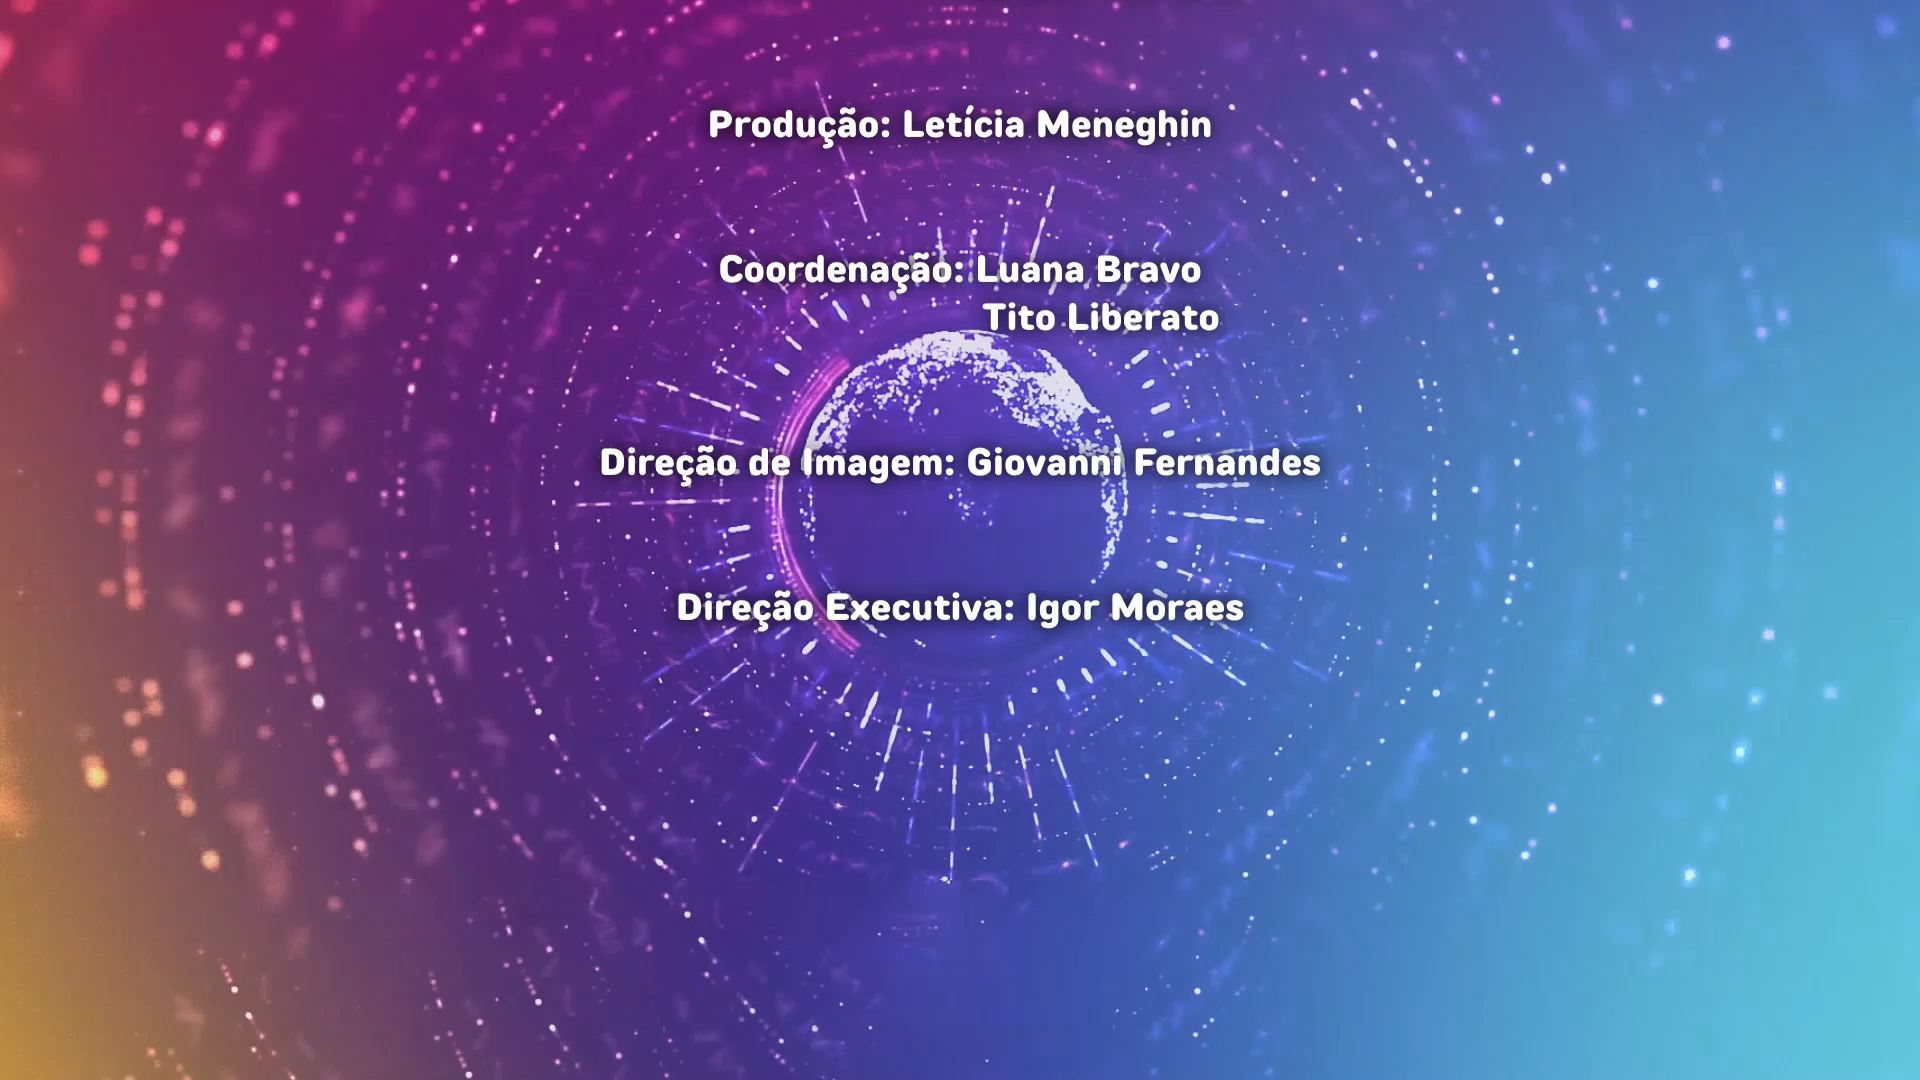 Produção: Letícia Meneghin
Coordenação: Luana Bravo
Tito Liberato
Direção de Imagem: Giovanni Fernandes
Direção Executiva: Igor Moraes